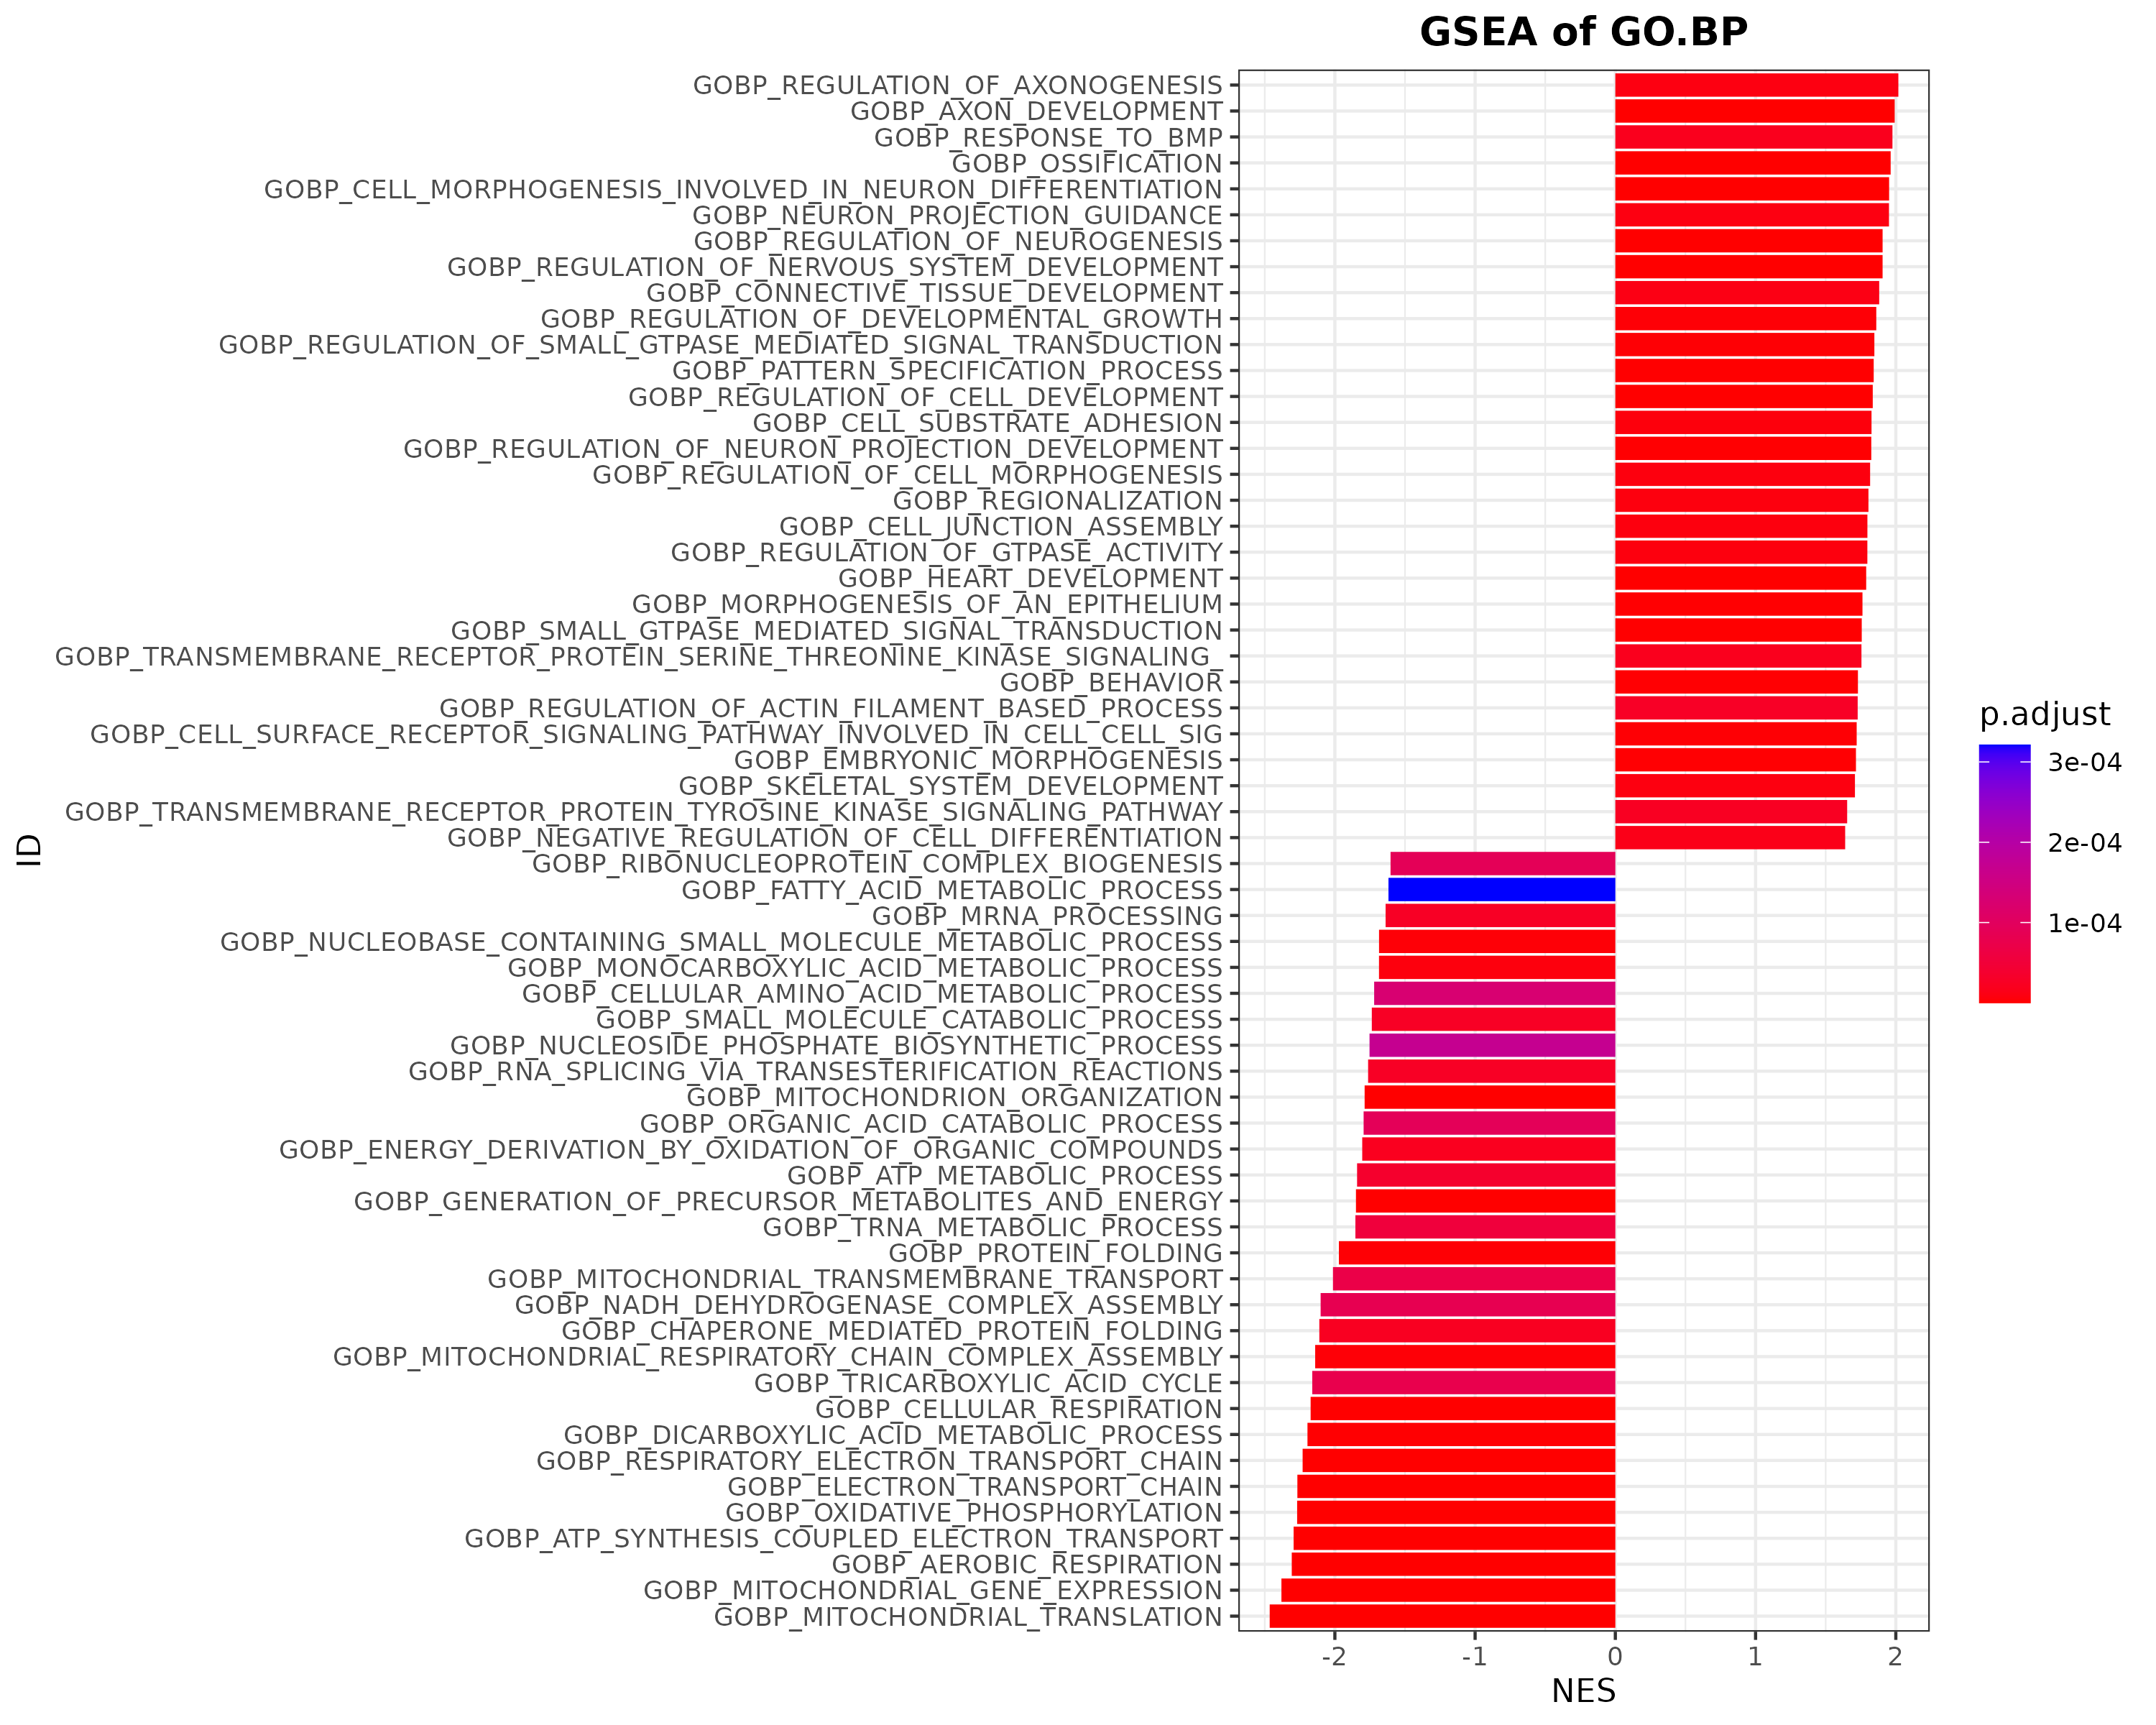 GSEA of GO.BP
GOBP_REGULATION_OF_AXONOGENESIS
GOBP_AXON_DEVELOPMENT
GOBP_RESPONSE_TO_BMP
GOBP_OSSIFICATION
GOBP_CELL_MORPHOGENESIS_INVOLVED_IN_NEURON_DIFFERENTIATION
GOBP_NEURON_PROJECTION_GUIDANCE
GOBP_REGULATION_OF_NEUROGENESIS
GOBP_REGULATION_OF_NERVOUS_SYSTEM_DEVELOPMENT
GOBP_CONNECTIVE_TISSUE_DEVELOPMENT
GOBP_REGULATION_OF_DEVELOPMENTAL_GROWTH
GOBP_REGULATION_OF_SMALL_GTPASE_MEDIATED_SIGNAL_TRANSDUCTION
GOBP_PATTERN_SPECIFICATION_PROCESS
GOBP_REGULATION_OF_CELL_DEVELOPMENT
GOBP_CELL_SUBSTRATE_ADHESION
GOBP_REGULATION_OF_NEURON_PROJECTION_DEVELOPMENT
GOBP_REGULATION_OF_CELL_MORPHOGENESIS
GOBP_REGIONALIZATION
GOBP_CELL_JUNCTION_ASSEMBLY
GOBP_REGULATION_OF_GTPASE_ACTIVITY
GOBP_HEART_DEVELOPMENT
GOBP_MORPHOGENESIS_OF_AN_EPITHELIUM
GOBP_SMALL_GTPASE_MEDIATED_SIGNAL_TRANSDUCTION
GOBP_TRANSMEMBRANE_RECEPTOR_PROTEIN_SERINE_THREONINE_KINASE_SIGNALING_
GOBP_BEHAVIOR
GOBP_REGULATION_OF_ACTIN_FILAMENT_BASED_PROCESS
GOBP_CELL_SURFACE_RECEPTOR_SIGNALING_PATHWAY_INVOLVED_IN_CELL_CELL_SIG
GOBP_EMBRYONIC_MORPHOGENESIS
GOBP_SKELETAL_SYSTEM_DEVELOPMENT
GOBP_TRANSMEMBRANE_RECEPTOR_PROTEIN_TYROSINE_KINASE_SIGNALING_PATHWAY
GOBP_NEGATIVE_REGULATION_OF_CELL_DIFFERENTIATION
GOBP_RIBONUCLEOPROTEIN_COMPLEX_BIOGENESIS
GOBP_FATTY_ACID_METABOLIC_PROCESS
GOBP_MRNA_PROCESSING
GOBP_NUCLEOBASE_CONTAINING_SMALL_MOLECULE_METABOLIC_PROCESS
GOBP_MONOCARBOXYLIC_ACID_METABOLIC_PROCESS
GOBP_CELLULAR_AMINO_ACID_METABOLIC_PROCESS
GOBP_SMALL_MOLECULE_CATABOLIC_PROCESS
GOBP_NUCLEOSIDE_PHOSPHATE_BIOSYNTHETIC_PROCESS
GOBP_RNA_SPLICING_VIA_TRANSESTERIFICATION_REACTIONS
GOBP_MITOCHONDRION_ORGANIZATION
GOBP_ORGANIC_ACID_CATABOLIC_PROCESS
GOBP_ENERGY_DERIVATION_BY_OXIDATION_OF_ORGANIC_COMPOUNDS
GOBP_ATP_METABOLIC_PROCESS
GOBP_GENERATION_OF_PRECURSOR_METABOLITES_AND_ENERGY
GOBP_TRNA_METABOLIC_PROCESS
GOBP_PROTEIN_FOLDING
GOBP_MITOCHONDRIAL_TRANSMEMBRANE_TRANSPORT
GOBP_NADH_DEHYDROGENASE_COMPLEX_ASSEMBLY
GOBP_CHAPERONE_MEDIATED_PROTEIN_FOLDING
GOBP_MITOCHONDRIAL_RESPIRATORY_CHAIN_COMPLEX_ASSEMBLY
GOBP_TRICARBOXYLIC_ACID_CYCLE
GOBP_CELLULAR_RESPIRATION
GOBP_DICARBOXYLIC_ACID_METABOLIC_PROCESS
GOBP_RESPIRATORY_ELECTRON_TRANSPORT_CHAIN
GOBP_ELECTRON_TRANSPORT_CHAIN
GOBP_OXIDATIVE_PHOSPHORYLATION
GOBP_ATP_SYNTHESIS_COUPLED_ELECTRON_TRANSPORT
GOBP_AEROBIC_RESPIRATION
GOBP_MITOCHONDRIAL_GENE_EXPRESSION
GOBP_MITOCHONDRIAL_TRANSLATION
ID
-2 -1 0 1 2
NES
p.adjust
3e-04
2e-04
1e-04